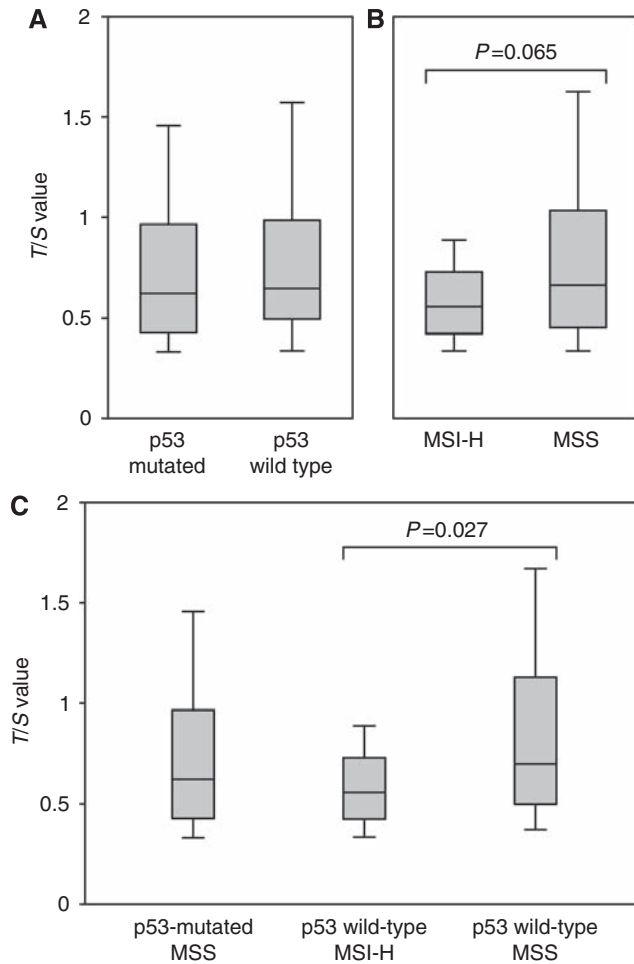 A
B
2
1.5
1
0.5
0
T/S value
P=0.065
p53
mutated
p53
wild type
MSI-H
MSS
C
2
1.5
1
0.5
0
T/S value
P=0.027
p53-mutated
MSS
p53 wild-type
MSI-H
p53 wild-type
MSS